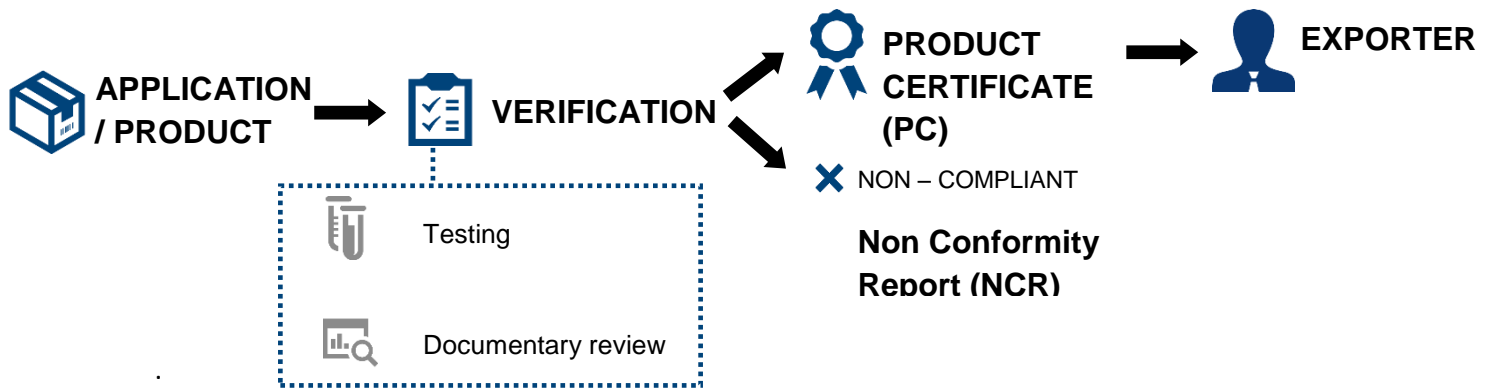 APPLICATION
/ PRODUCT
VERIFICATION
PRODUCT
CERTIFICATE
(PC)
EXPORTER
NON – COMPLIANT
Non Conformity
Report (NCR)
Testing
Documentary review
.